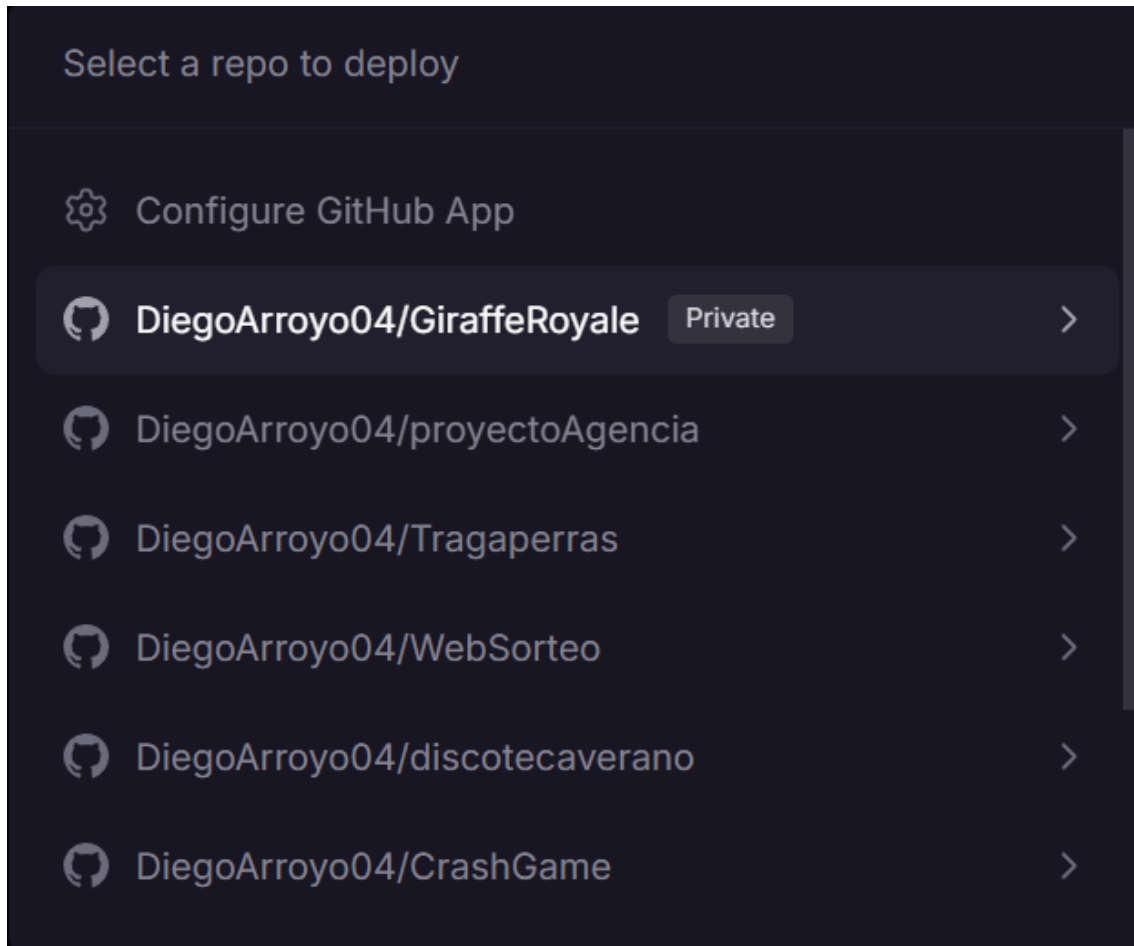 Select a repo to deploy
Configure GitHub App
DiegoArroyo04/GiraffeRoyale Private
DiegoArroyo04/proyectoAgencia
DiegoArroyo04/Tragaperras
DiegoArroyo04/WebSorteo
DiegoArroyo04/discotecaverano
DiegoArroyo04/CrashGame